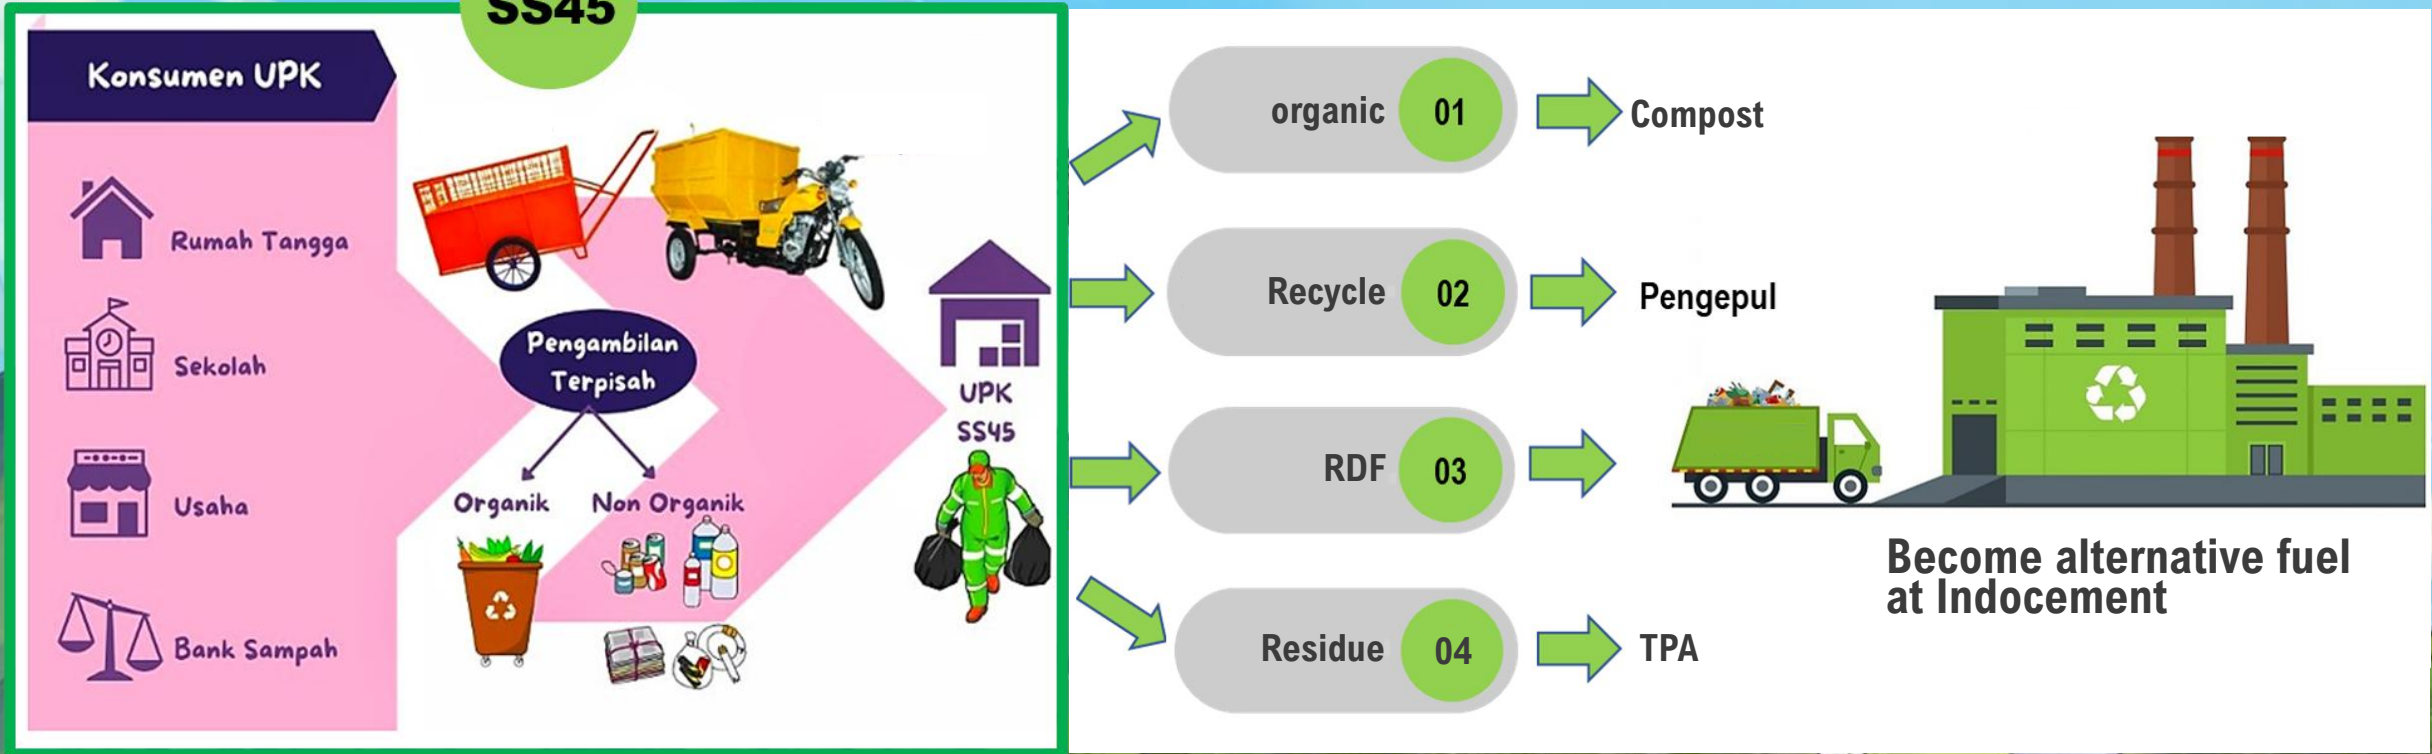 SS45
Konsumen UPK
Rumah Tangga
Sekolah
Usaha
Bank Sampah
Pengambilan
Terpisah
Organik
Non Organik
UPK
SS45
organic 01
Compost
Recycle 02
Pengepul
RDF 03
Residue 04
TPA
Become alternative fuel
at Indocement